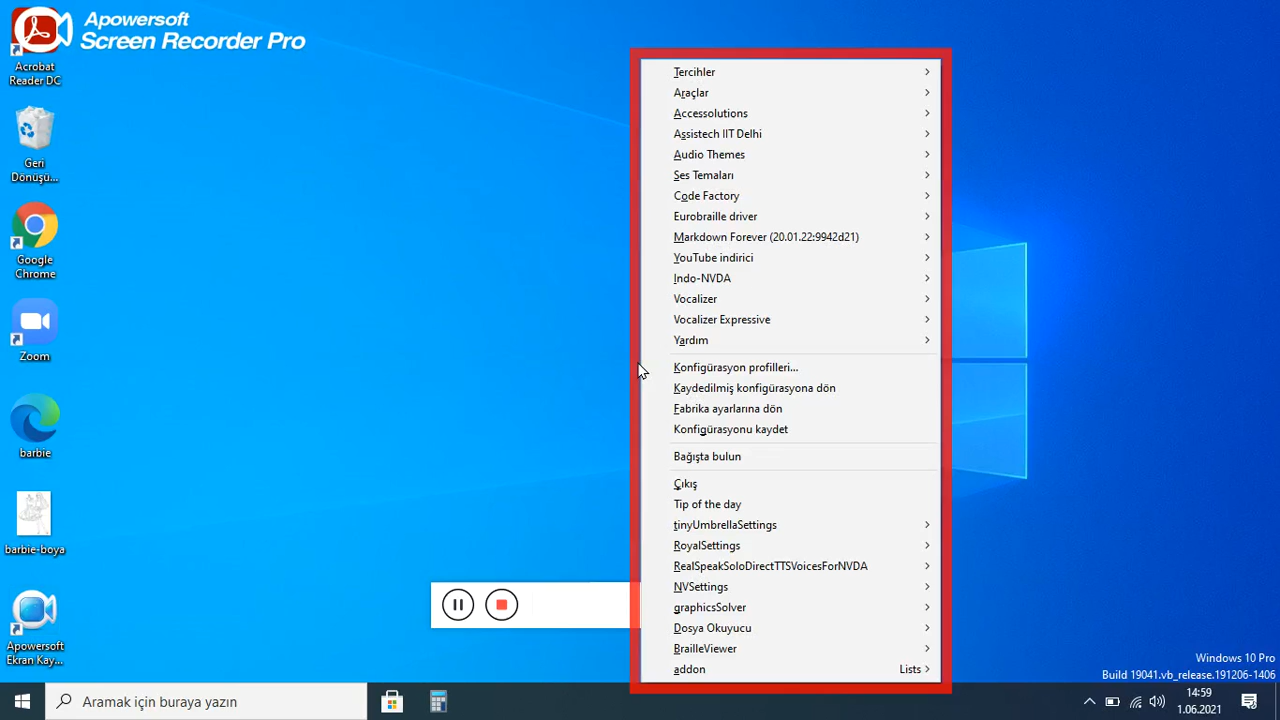 Apowersoft
Screen Recorder Pro
Acrobat
Reader DC
Geri
Dönüşü...
Google
Chrome
Zoom
barbie
barbie-boya
Apowersoft
Ekran Kay...
Tercihler
Araçlar
Accessolutions
Assistech IIT Delhi
Audio Themes
Ses Temaları
Code Factory
Eurobraille driver
Markdown Forever (20.01.22:9942d21)
YouTube indirici
Indo-NVDA
Vocalizer
Vocalizer Expressive
Yardım
Konfigürasyon profilleri...
Kaydedilmiş konfigürasyona dön
Fabrika ayarlarına dön
Konfigürasyonu kaydet
Bağışta bulun
Çıkış
Tip of the day
tinyUmbrellaSettings
RoyalSettings
RealSpeakSoloDirectTTSVoicesForNVDA
NVSettings
graphicsSolver
Dosya Okuyucu
BrailleViewer
addon Lists
Windows 10 Pro
Build 19041.vb_release.191206-1406
Aramak için buraya yazın
14:59
1.06.2021